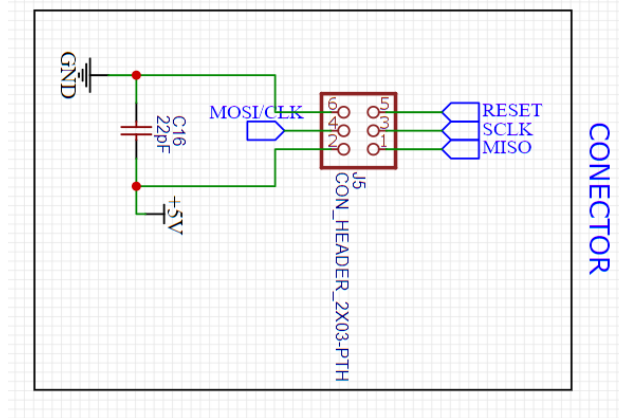 GND
C16
22pF
+5V
MOSI/CLK
6 5
4 3
2 1
RESET
SCLK
MISO
J5
CON_HEADER_2X03-PTH
CONECTOR